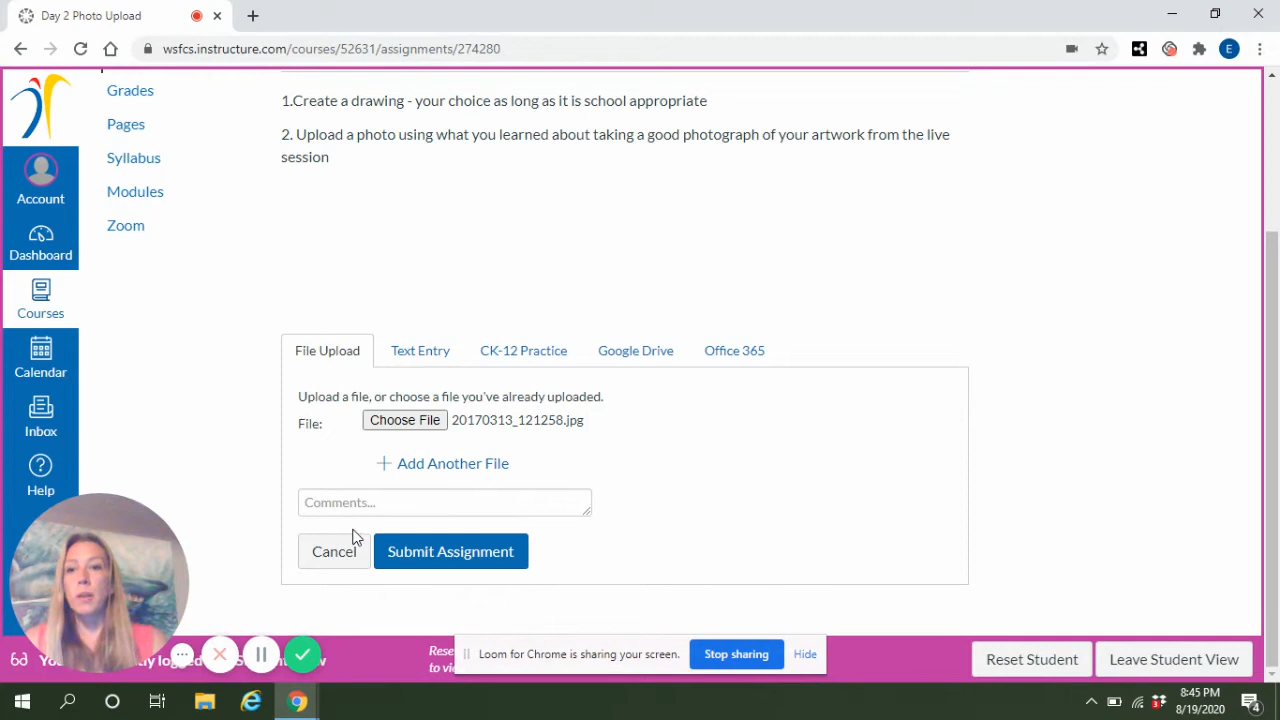 Day 2 Photo Upload
wsfcs.instructure.com/courses/52631/assignments/274280
E
Grades
Pages
Syllabus
Modules
Zoom
Account
Dashboard
Courses
Calendar
Inbox
Help
1.Create a drawing - your choice as long as it is school appropriate
2. Upload a photo using what you learned about taking a good photograph of your artwork from the live
session
File Upload Text Entry CK-12 Practice Google Drive Office 365
Upload a file, or choose a file you've already uploaded.
File: Choose File 20170313_121258.jpg
Add Another File
Comments...
Cancel Submit Assignment
Loom for Chrome is sharing your screen. Stop sharing Hide
Reset Student Leave Student View
8:45 PM
8/19/2020
4